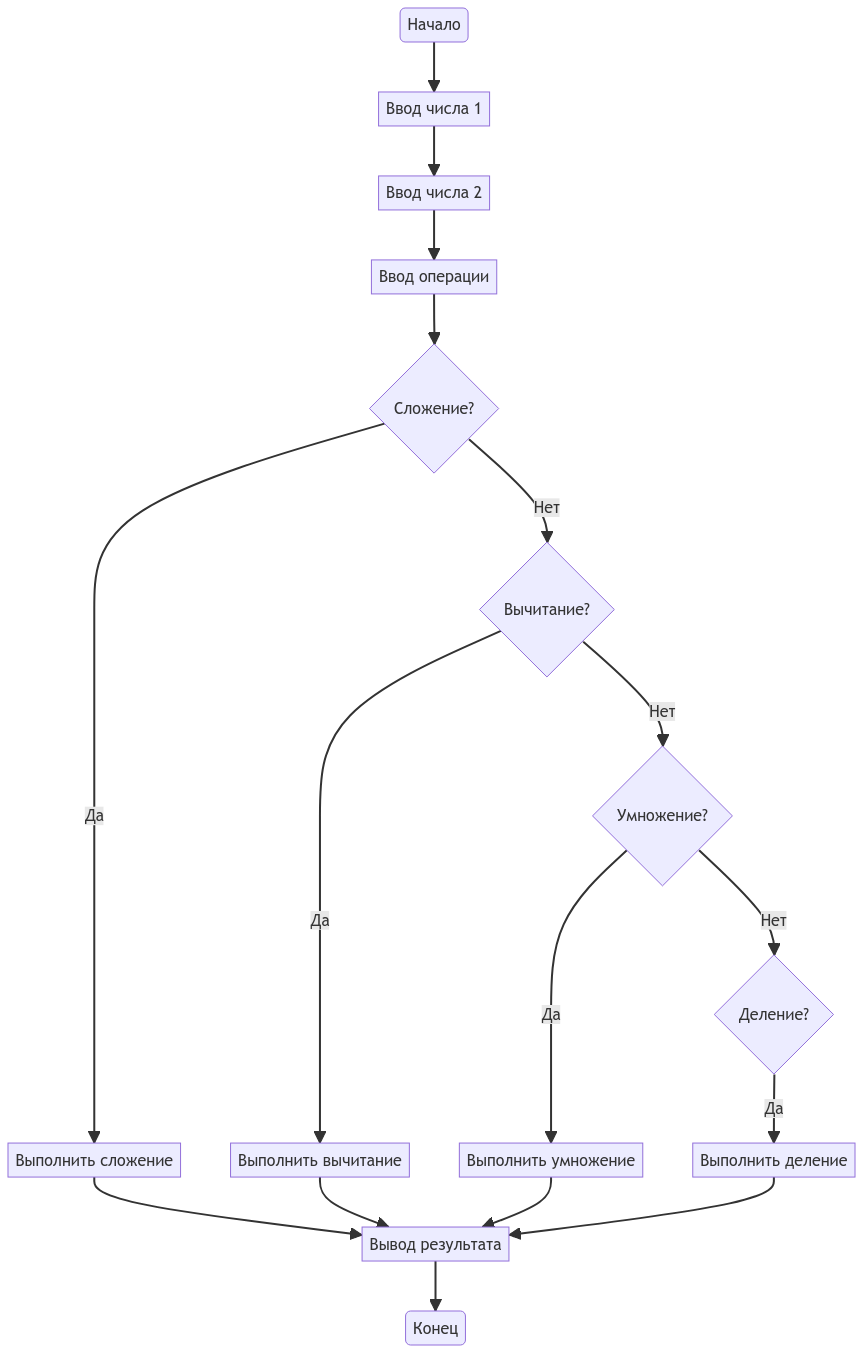 Начало
Ввод числа 1
Ввод числа 2
Ввод операции
Сложение?
Нет
Вычитание?
Нет
Да
Умножение?
Да
Нет
Да
Деление?
Да
Выполнить сложение
Выполнить вычитание
Выполнить умножение
Выполнить деление
Вывод результата
Конец